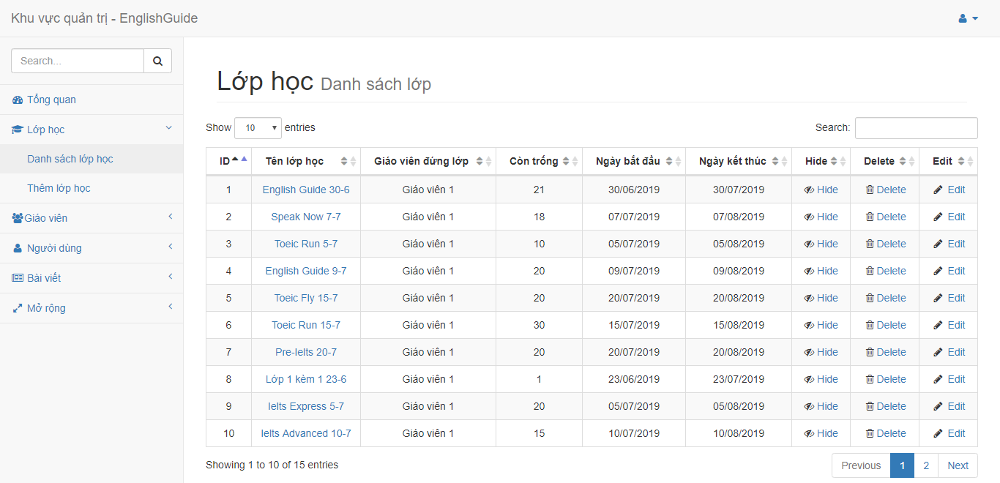 Khu vực quản trị - EnglishGuide
Search...
Tổng quan
Lớp học
Danh sách lớp học
Thêm lớp học
Giáo viên
Người dùng
Bài viết
Mở rộng
Lớp học Danh sách lớp
Show 10 entries Search:
ID Tên lớp học Giáo viên đứng lớp Còn trống Ngày bắt đầu Ngày kết thúc Hide Delete Edit
1 English Guide 30-6 Giáo viên 1 21 30/06/2019 30/07/2019 Hide Delete Edit
2 Speak Now 7-7 Giáo viên 1 18 07/07/2019 07/08/2019 Hide Delete Edit
3 Toeic Run 5-7 Giáo viên 1 10 05/07/2019 05/08/2019 Hide Delete Edit
4 English Guide 9-7 Giáo viên 1 20 09/07/2019 09/08/2019 Hide Delete Edit
5 Toeic Fly 15-7 Giáo viên 1 20 20/07/2019 20/08/2019 Hide Delete Edit
6 Toeic Run 15-7 Giáo viên 1 30 15/07/2019 15/08/2019 Hide Delete Edit
7 Pre-Ielts 20-7 Giáo viên 1 20 20/07/2019 20/08/2019 Hide Delete Edit
8 Lớp 1 kèm 1 23-6 Giáo viên 1 1 23/06/2019 23/07/2019 Hide Delete Edit
9 Ielts Express 5-7 Giáo viên 1 20 05/07/2019 05/08/2019 Hide Delete Edit
10 Ielts Advanced 10-7 Giáo viên 1 15 10/07/2019 10/08/2019 Hide Delete Edit
Showing 1 to 10 of 15 entries Previous 1 2 Next